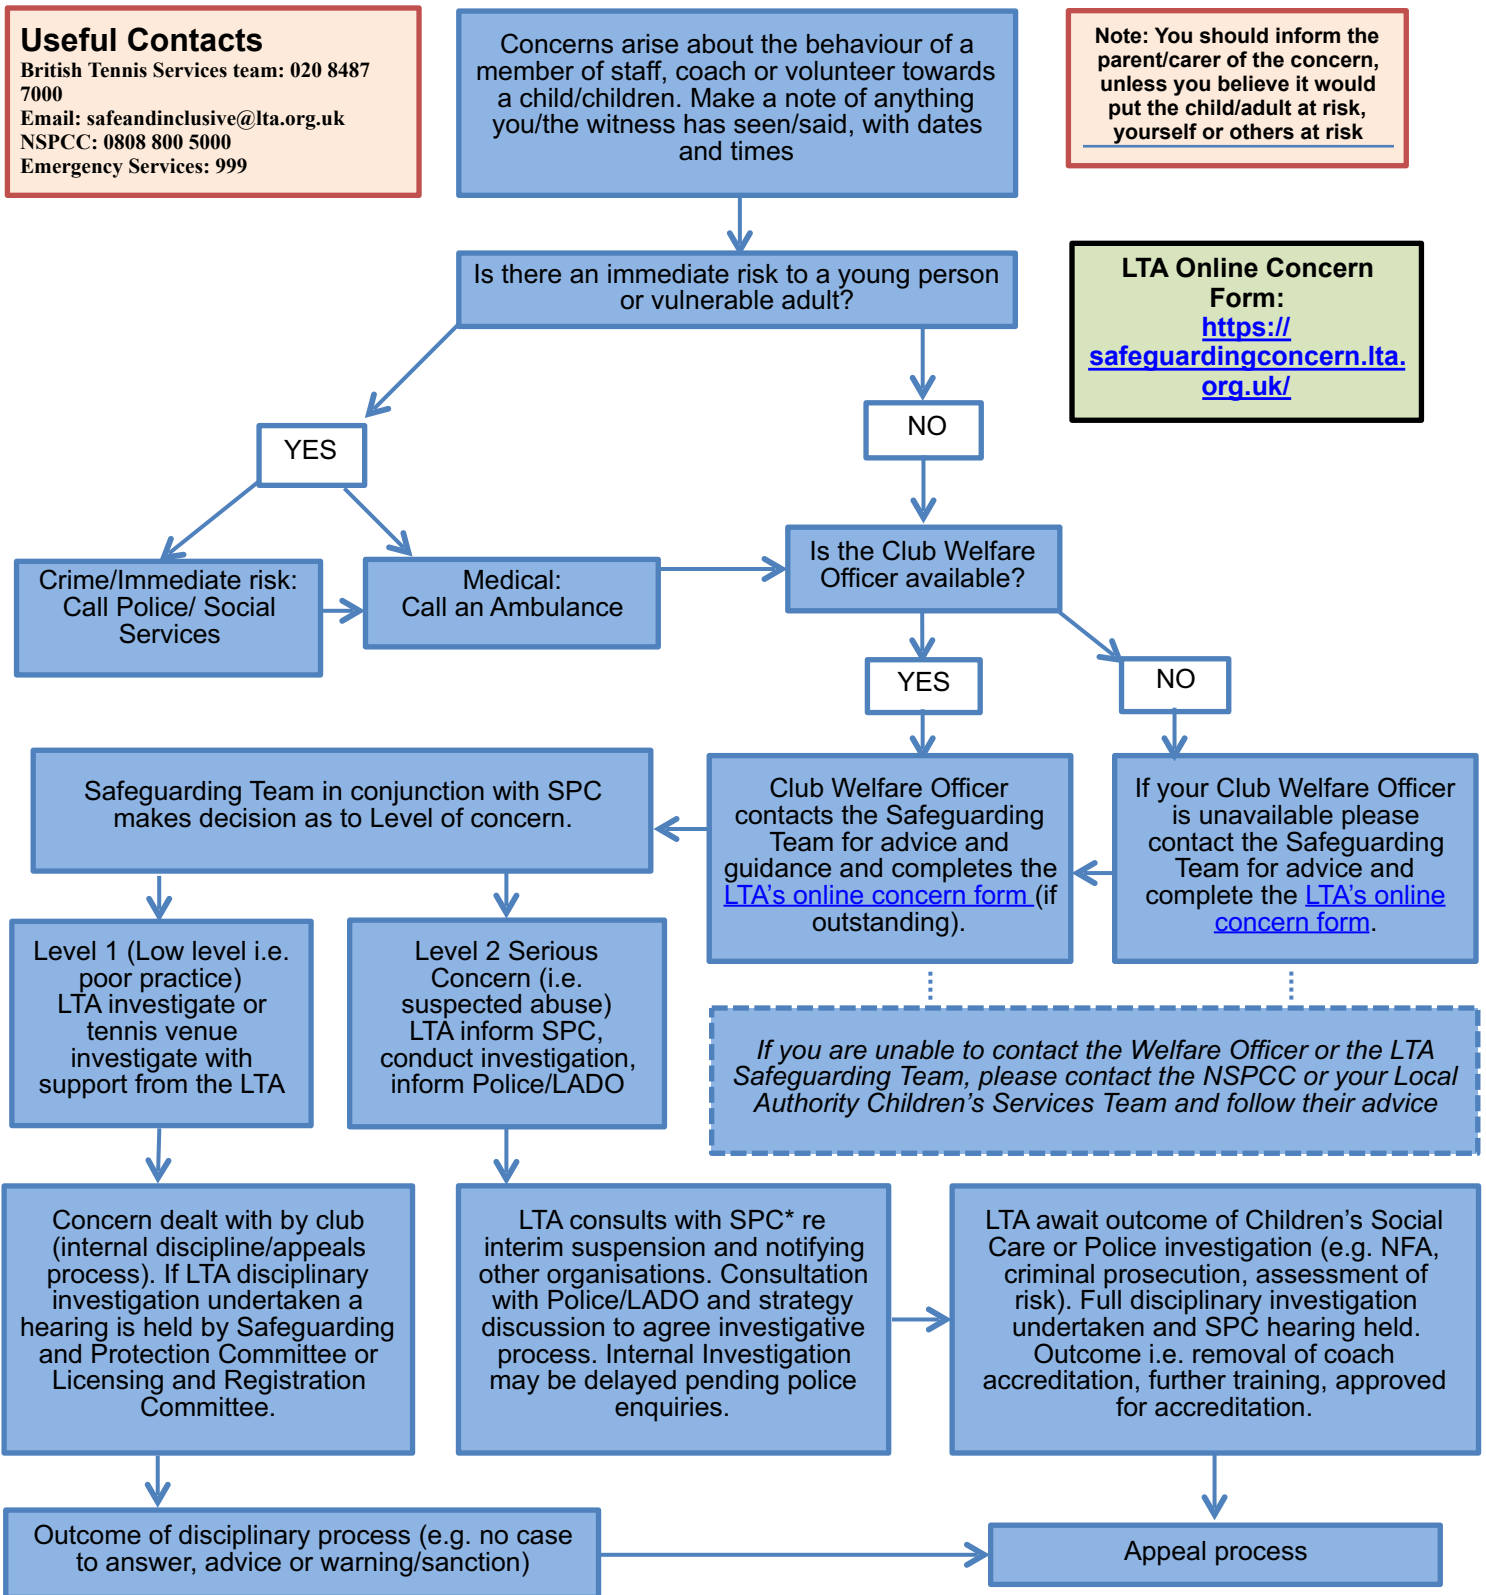 Useful Contacts
British Tennis Services team: 020 8487
7000
Email: safeandinclusive@lta.org.uk
NSPCC: 0808 800 5000
Emergency Services: 999
Concerns arise about the behaviour of a
member of staff, coach or volunteer towards
a child/children. Make a note of anything
you/the witness has seen/said, with dates
and times
Note: You should inform the
parent/carer of the concern,
unless you believe it would
put the child/adult at risk,
yourself or others at risk
Is there an immediate risk to a young person
or vulnerable adult?
LTA Online Concern
Form:
https://
safeguardingconcern.lta.
org.uk/
YES
NO
Crime/Immediate risk:
Call Police/ Social
Services
Medical:
Call an Ambulance
Is the Club Welfare
Officer available?
YES
NO
Safeguarding Team in conjunction with SPC
makes decision as to Level of concern.
Club Welfare Officer
contacts the Safeguarding
Team for advice and
guidance and completes the
LTA's online concern form (if
outstanding).
If your Club Welfare Officer
is unavailable please
contact the Safeguarding
Team for advice and
complete the LTA's online
concern form.
Level 1 (Low level i.e.
poor practice)
LTA investigate or
tennis venue
investigate with
support from the LTA
Level 2 Serious
Concern (i.e.
suspected abuse)
LTA inform SPC,
conduct investigation,
inform Police/LADO
If you are unable to contact the Welfare Officer or the LTA
Safeguarding Team, please contact the NSPCC or your Local
Authority Children's Services Team and follow their advice
Concern dealt with by club
(internal discipline/appeals
process). If LTA disciplinary
investigation undertaken a
hearing is held by Safeguarding
and Protection Committee or
Licensing and Registration
Committee.
LTA consults with SPC* re
interim suspension and notifying
other organisations. Consultation
with Police/LADO and strategy
discussion to agree investigative
process. Internal Investigation
may be delayed pending police
enquiries.
LTA await outcome of Children's Social
Care or Police investigation (e.g. NFA,
criminal prosecution, assessment of
risk). Full disciplinary investigation
undertaken and SPC hearing held.
Outcome i.e. removal of coach
accreditation, further training, approved
for accreditation.
Outcome of disciplinary process (e.g. no case
to answer, advice or warning/sanction)
Appeal process